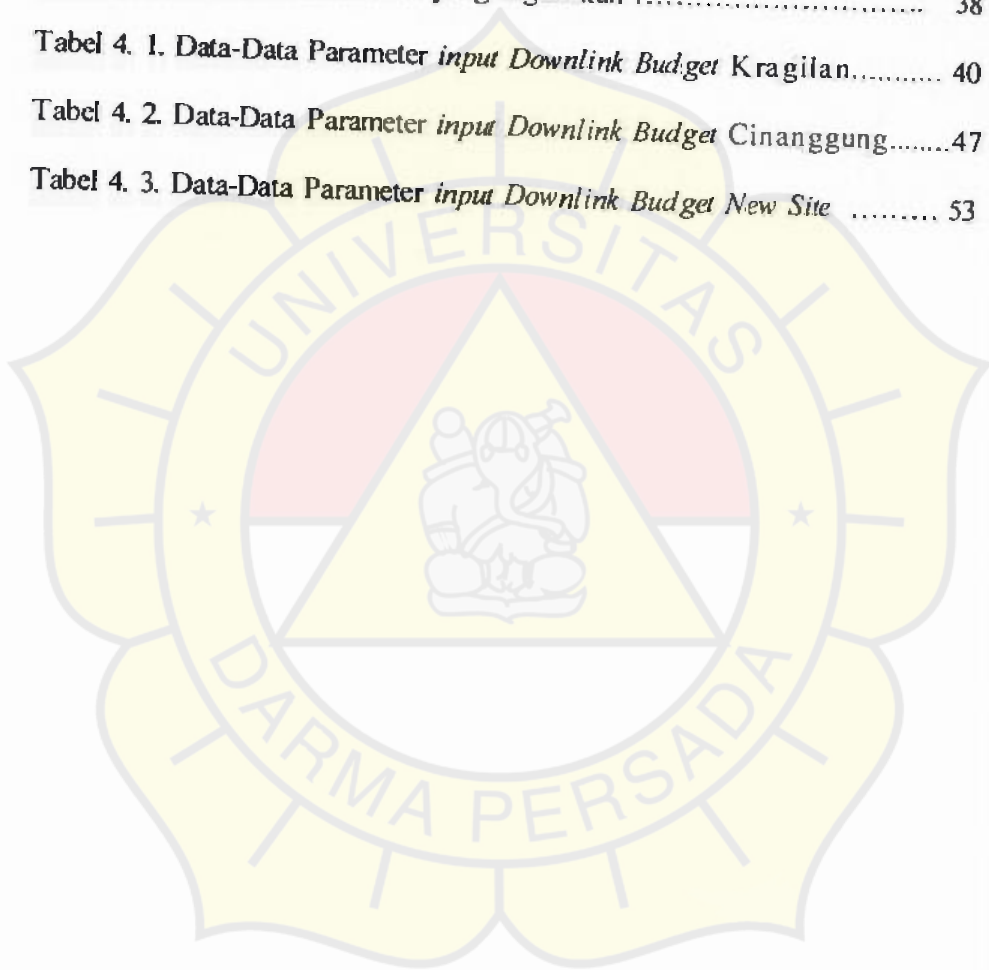 38
Tabel 4. 1. Data-Data Parameter input Downlink Budget Kragilan........... 40
Tabel 4. 2. Data-Data Parameter input Downlink Budget Cinanggung........47
Tabel 4. 3. Data-Data Parameter input Downlink Budget New Site ......... 53
UNIVERSITAS
DARMA PERSADA